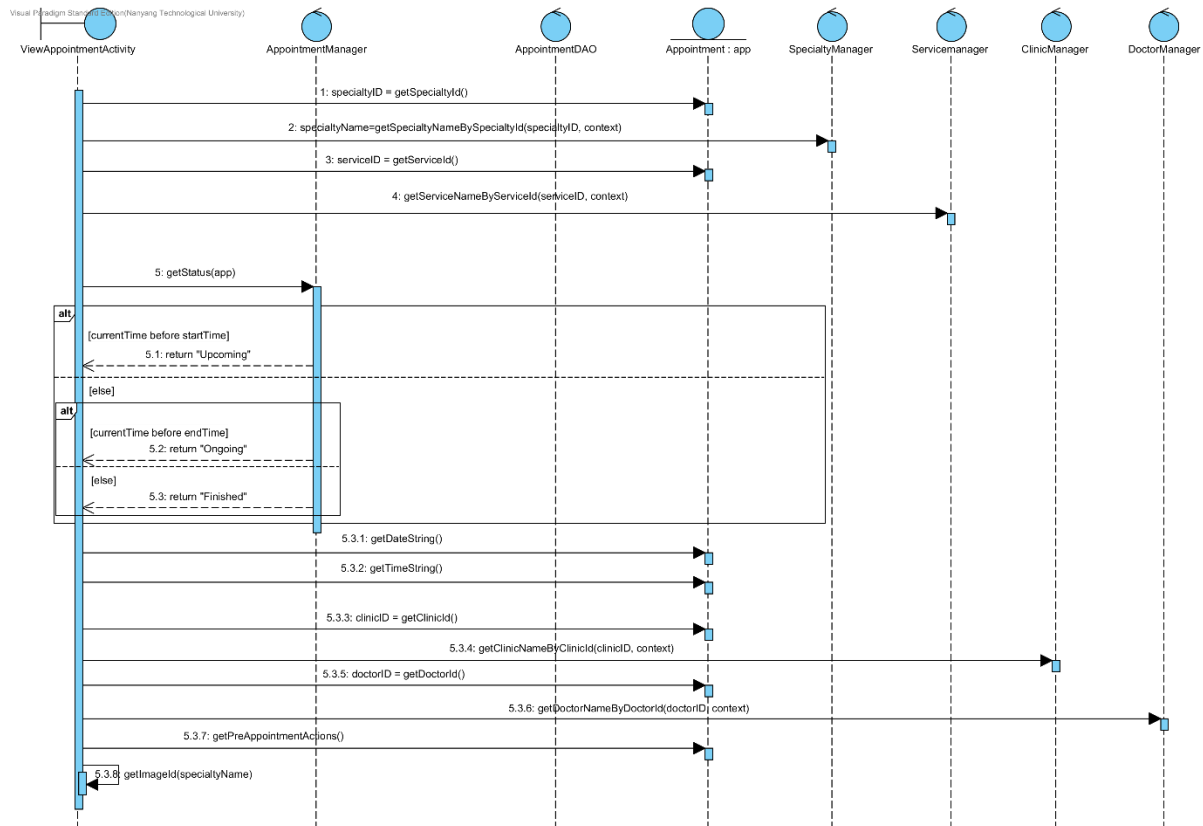 Visual Paradigm Standard Edition(Nanyang Technological University)
ViewAppointmentActivity
AppointmentManager
AppointmentDAO
Appointment : app
SpecialtyManager
Servicemanager
ClinicManager
DoctorManager
1: specialtyID = getSpecialtyId()
2: specialtyName=getSpecialtyNameBySpecialtyId(specialtyID, context)
3: serviceID = getServiceId()
4: getServiceNameByServiceId(serviceID, context)
5: getStatus(app)
alt
[currentTime before startTime]
5.1: return "Upcoming"
[else]
alt
[currentTime before endTime]
5.2: return "Ongoing"
[else]
5.3: return "Finished"
5.3.1: getDateString()
5.3.2: getTimeString()
5.3.3: clinicID = getClinicId()
5.3.4: getClinicNameByClinicId(clinicID, context)
5.3.5: doctorID = getDoctorId()
5.3.6: getDoctorNameByDoctorId(doctorID, context)
5.3.7: getPreAppointmentActions()
5.3.8: getImageId(specialtyName)